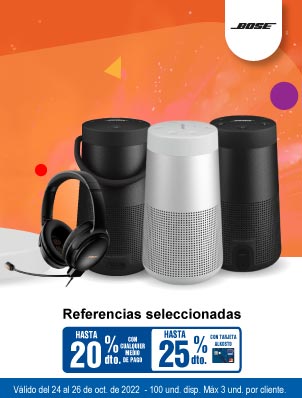 BOSE
Referencias seleccionadas
HASTA
20 % dto.
CON CUALQUIER MEDIO DE PAGO
HASTA
25 % dto.
CON TARJETA ALKOSTO
Válido del 24 al 26 de oct. de 2022 - 100 und. disp. Máx 3 und. por cliente.